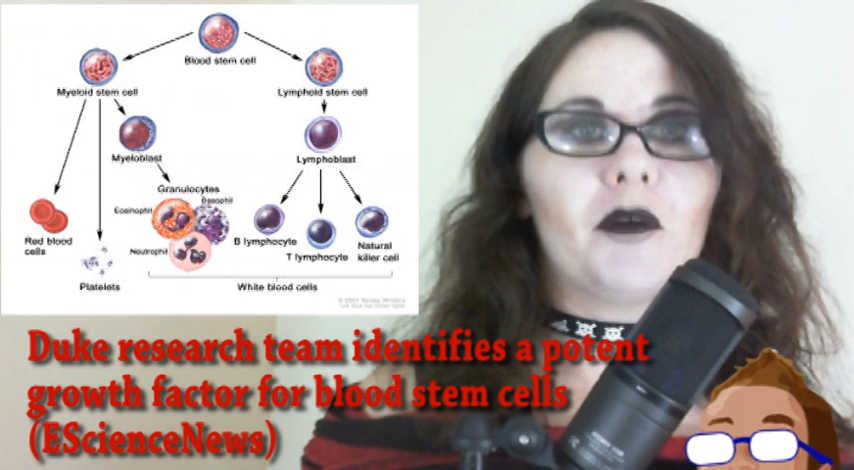 Blood stem cell
Myeloid stem cell
Lymphoid stem cell
Myeloblast
Lymphoblast
Granulocytes
Basophil
Eosinophil
Neutrophil
Red blood
cells
Platelets
B lymphocyte
T lymphocyte
Natural
killer cell
White blood cells
Duke research team identifies a potent
growth factor for blood stem cells
(EScienceNews)